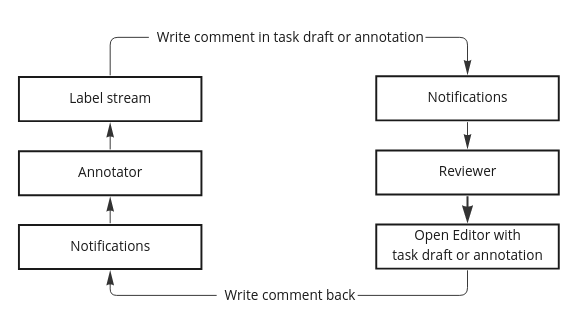 Write comment in task draft or annotation
Label stream
Notifications
Annotator
Reviewer
Notifications
Open Editor with
task draft or annotation
Write comment back